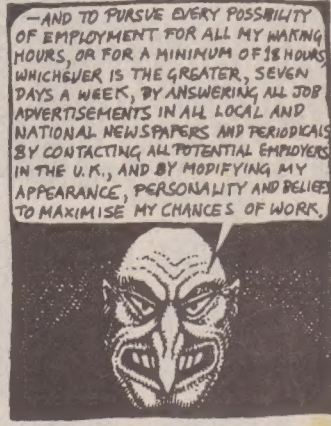 —AND TO PURSUE EVERY POSSIBILITY
OF EMPLOYMENT FOR ALL MY WAKING
HOURS, OR FOR A MINIMUM OF 18 HOURS
WHICHEVER IS THE GREATER, SEVEN
DAYS A WEEK, BY ANSWERING ALL JOB
ADVERTISEMENTS IN ALL LOCAL AND
NATIONAL NEWSPAPERS AND PERIODICALS
BY CONTACTING ALL POTENTIAL EMPLOYERS
IN THE U.K., AND BY MODIFYING MY
APPEARANCE, PERSONALITY AND BELIEFS
TO MAXIMISE MY CHANCES OF WORK.